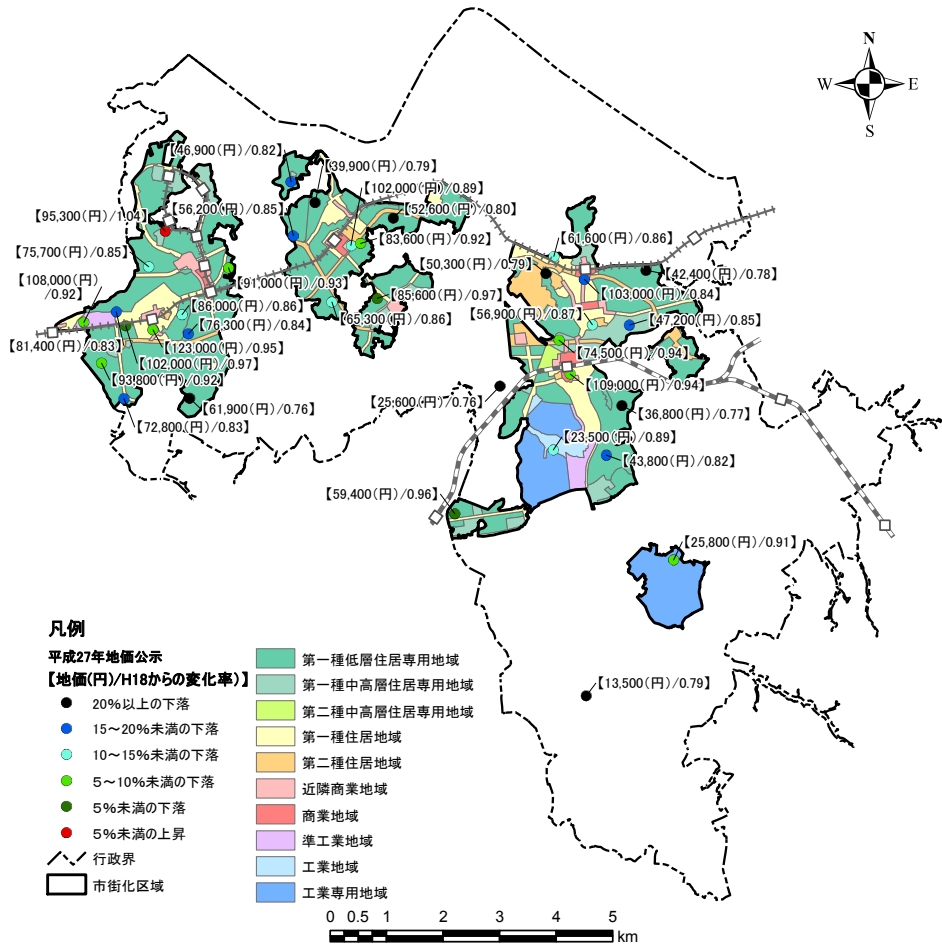 N
W E
S
【46,900(円)/0.82】
【39,900(円)/0.79】
【102,000(円)/0.89】
【95,300(円)/1.04】
【56,200(円)/0.85】
【52,600(円)/0.80】
【83,600(円)/0.92】
【61,600(円)/0.86】
【75,700(円)/0.85】
【50,300(円)/0.79】
【42,400(円)/0.78】
【108,000(円)
/0.92】
【91,000(円)/0.93】
【85,600(円)/0.97】
【103,000(円)/0.84】
【86,000(円)/0.86】
【65,300(円)/0.86】
【56,900(円)/0.87】
【47,200(円)/0.85】
【76,300(円)/0.84】
【81,400(円)/0.83】
【123,000(円)/0.95】
【74,500(円)/0.94】
【102,000(円)/0.97】
【93,800(円)/0.92】
【109,000(円)/0.94】
【25,600(円)/0.76】
【61,900(円)/0.76】
【36,800(円)/0.77】
【72,800(円)/0.83】
【23,500(円)/0.89】
【43,800(円)/0.82】
【59,400(円)/0.96】
【25,800(円)/0.91】
【13,500(円)/0.79】
凡例
平成27年地価公示
【地価(円)/H18からの変化率)】
20%以上の下落
15~20%未満の下落
10~15%未満の下落
5~10%未満の下落
5%未満の下落
5%未満の上昇
行政界
市街化区域
第一種低層住居専用地域
第一種中高層住居専用地域
第二種中高層住居専用地域
第一種住居地域
第二種住居地域
近隣商業地域
商業地域
準工業地域
工業地域
工業専用地域
0 0.5 1 2 3 4 5
km